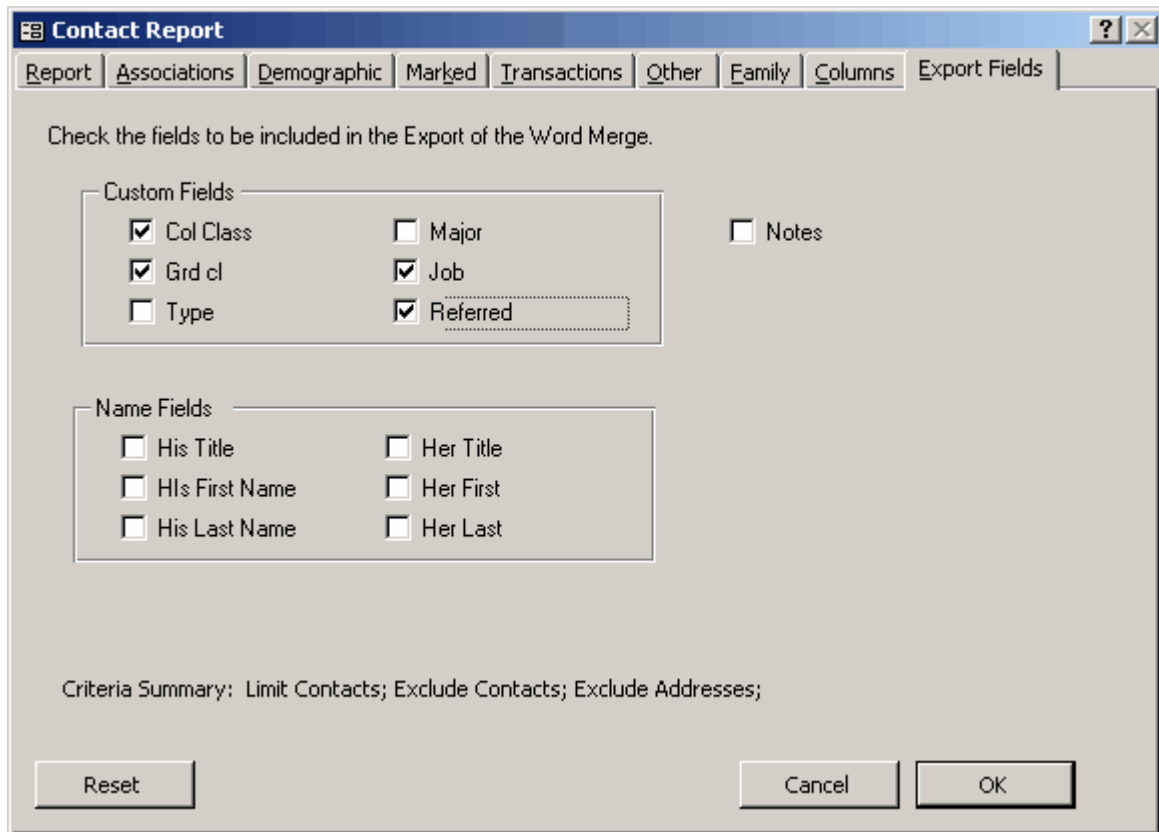 Contact Report
Report Associations Demographic Marked Transactions Other Family Columns Export Fields
Check the fields to be included in the Export of the Word Merge.
Custom Fields
Col Class Major Notes
Grd cl Job
Type Referred
Name Fields
His Title Her Title
HIs First Name Her First
His Last Name Her Last
Criteria Summary: Limit Contacts; Exclude Contacts; Exclude Addresses;
Reset Cancel OK